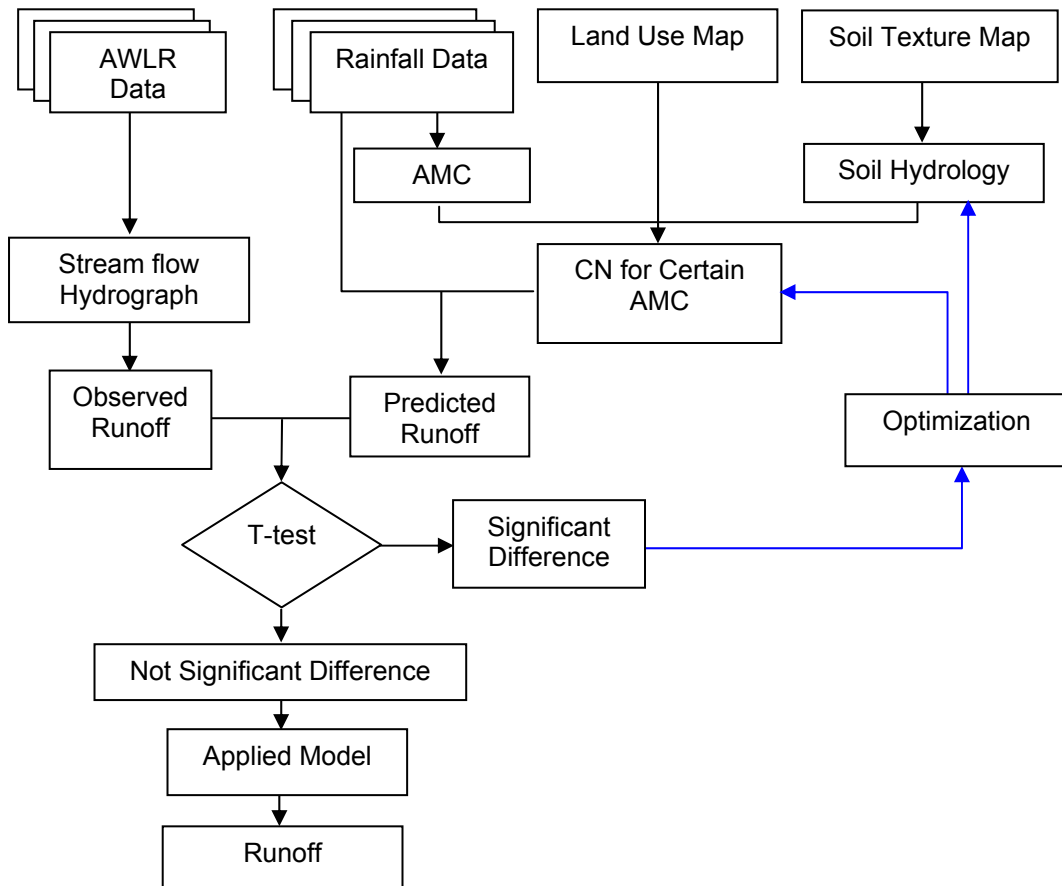 AWLR
Data
Rainfall Data
Land Use Map
Soil Texture Map
AMC
Soil Hydrology
Stream flow
Hydrograph
CN for Certain
AMC
Observed
Runoff
Predicted
Runoff
Optimization
T-test
Significant
Difference
Not Significant Difference
Applied Model
Runoff